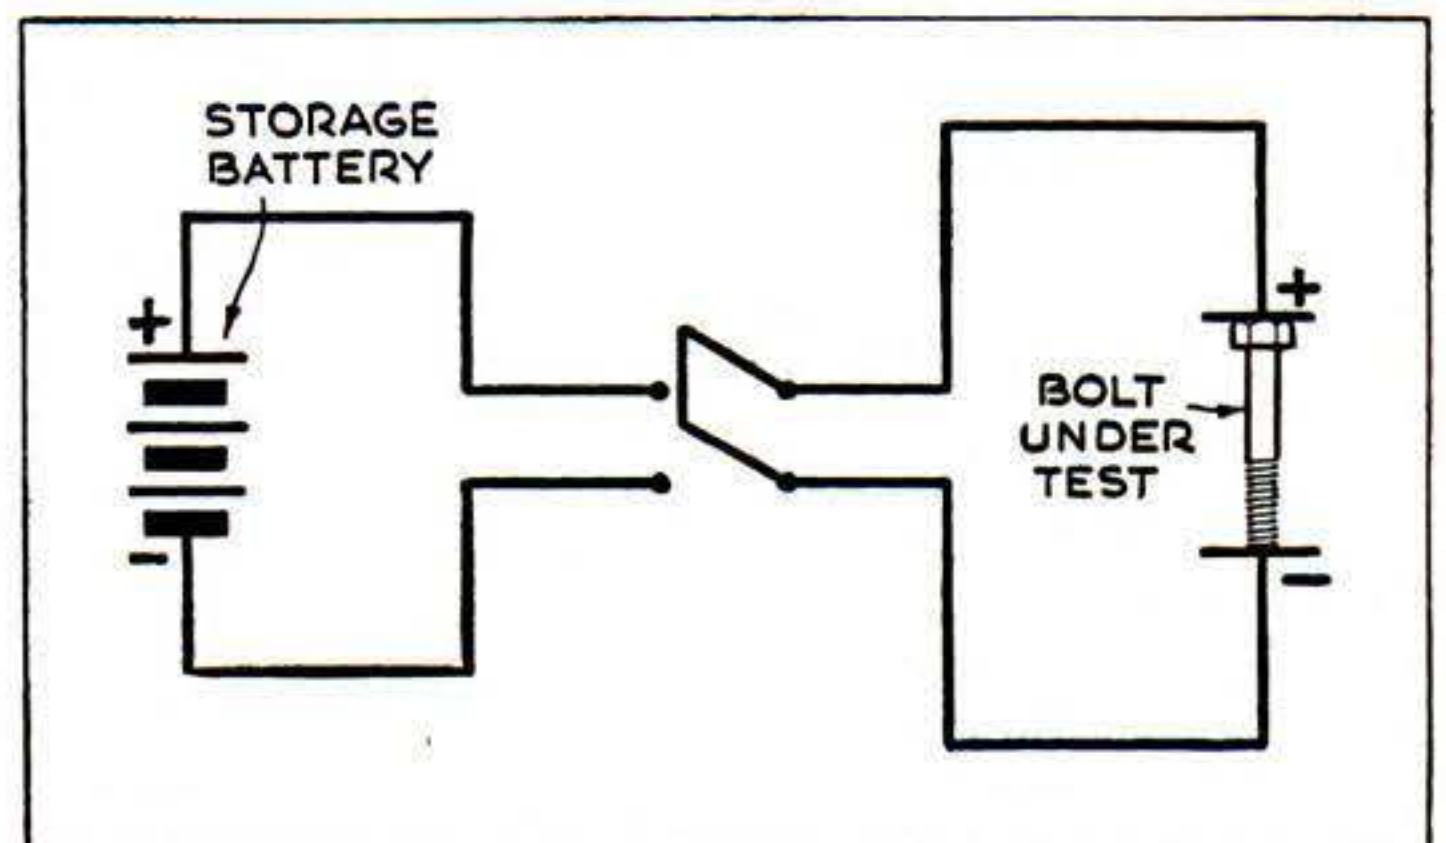 STORAGE
BATTERY
+
-
+
BOLT
UNDER
TEST
-